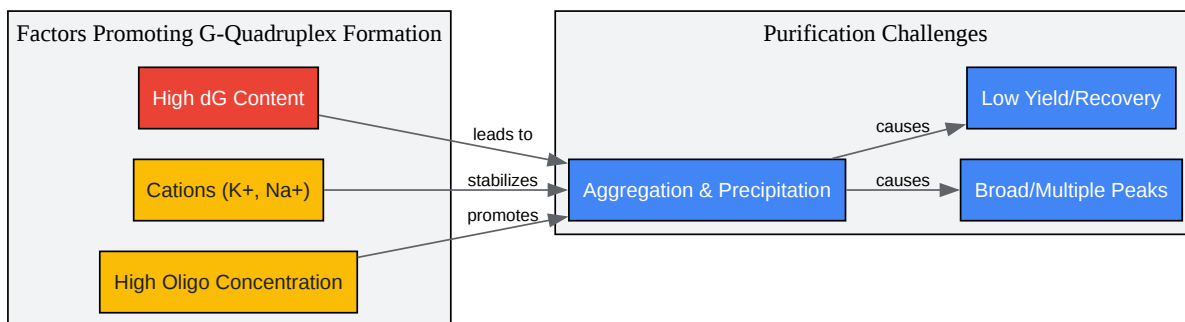 Factors Promoting G-Quadruplex Formation
High dG Content
Cations (K+, Na+)
High Oligo Concentration
leads to
stabilizes
promotes
Purification Challenges
Aggregation & Precipitation
causes
causes
Low Yield/Recovery
Broad/Multiple Peaks